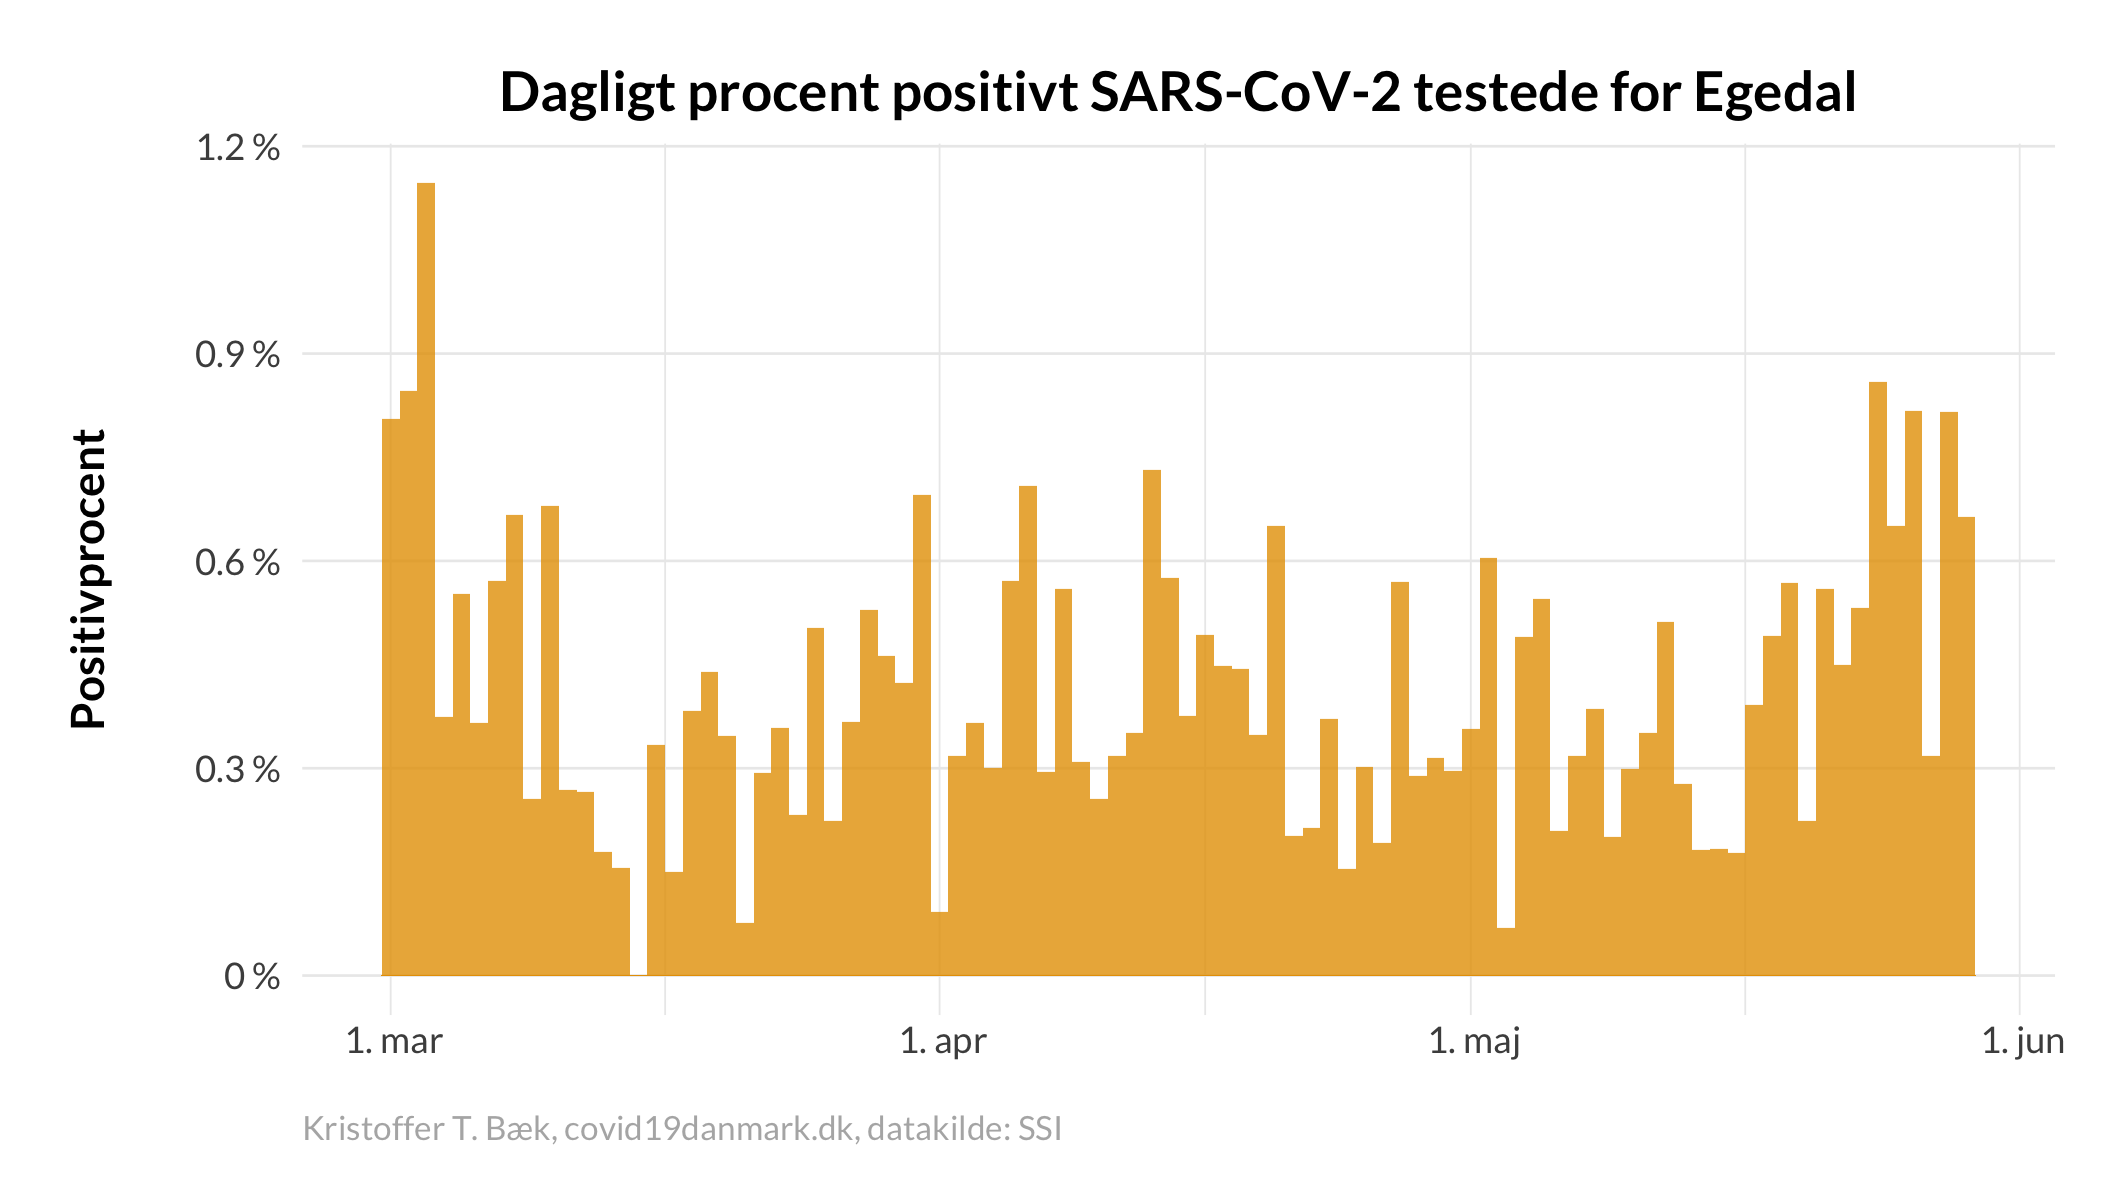 Dagligt procent positivt SARS-CoV-2 testede for Egedal
Positivprocent
1.2 %
0.9 %
0.6 %
0.3 %
0 %
1. mar
1. apr
1. maj
1. jun
Kristoffer T. Bæk, covid19danmark.dk, datakilde: SSI